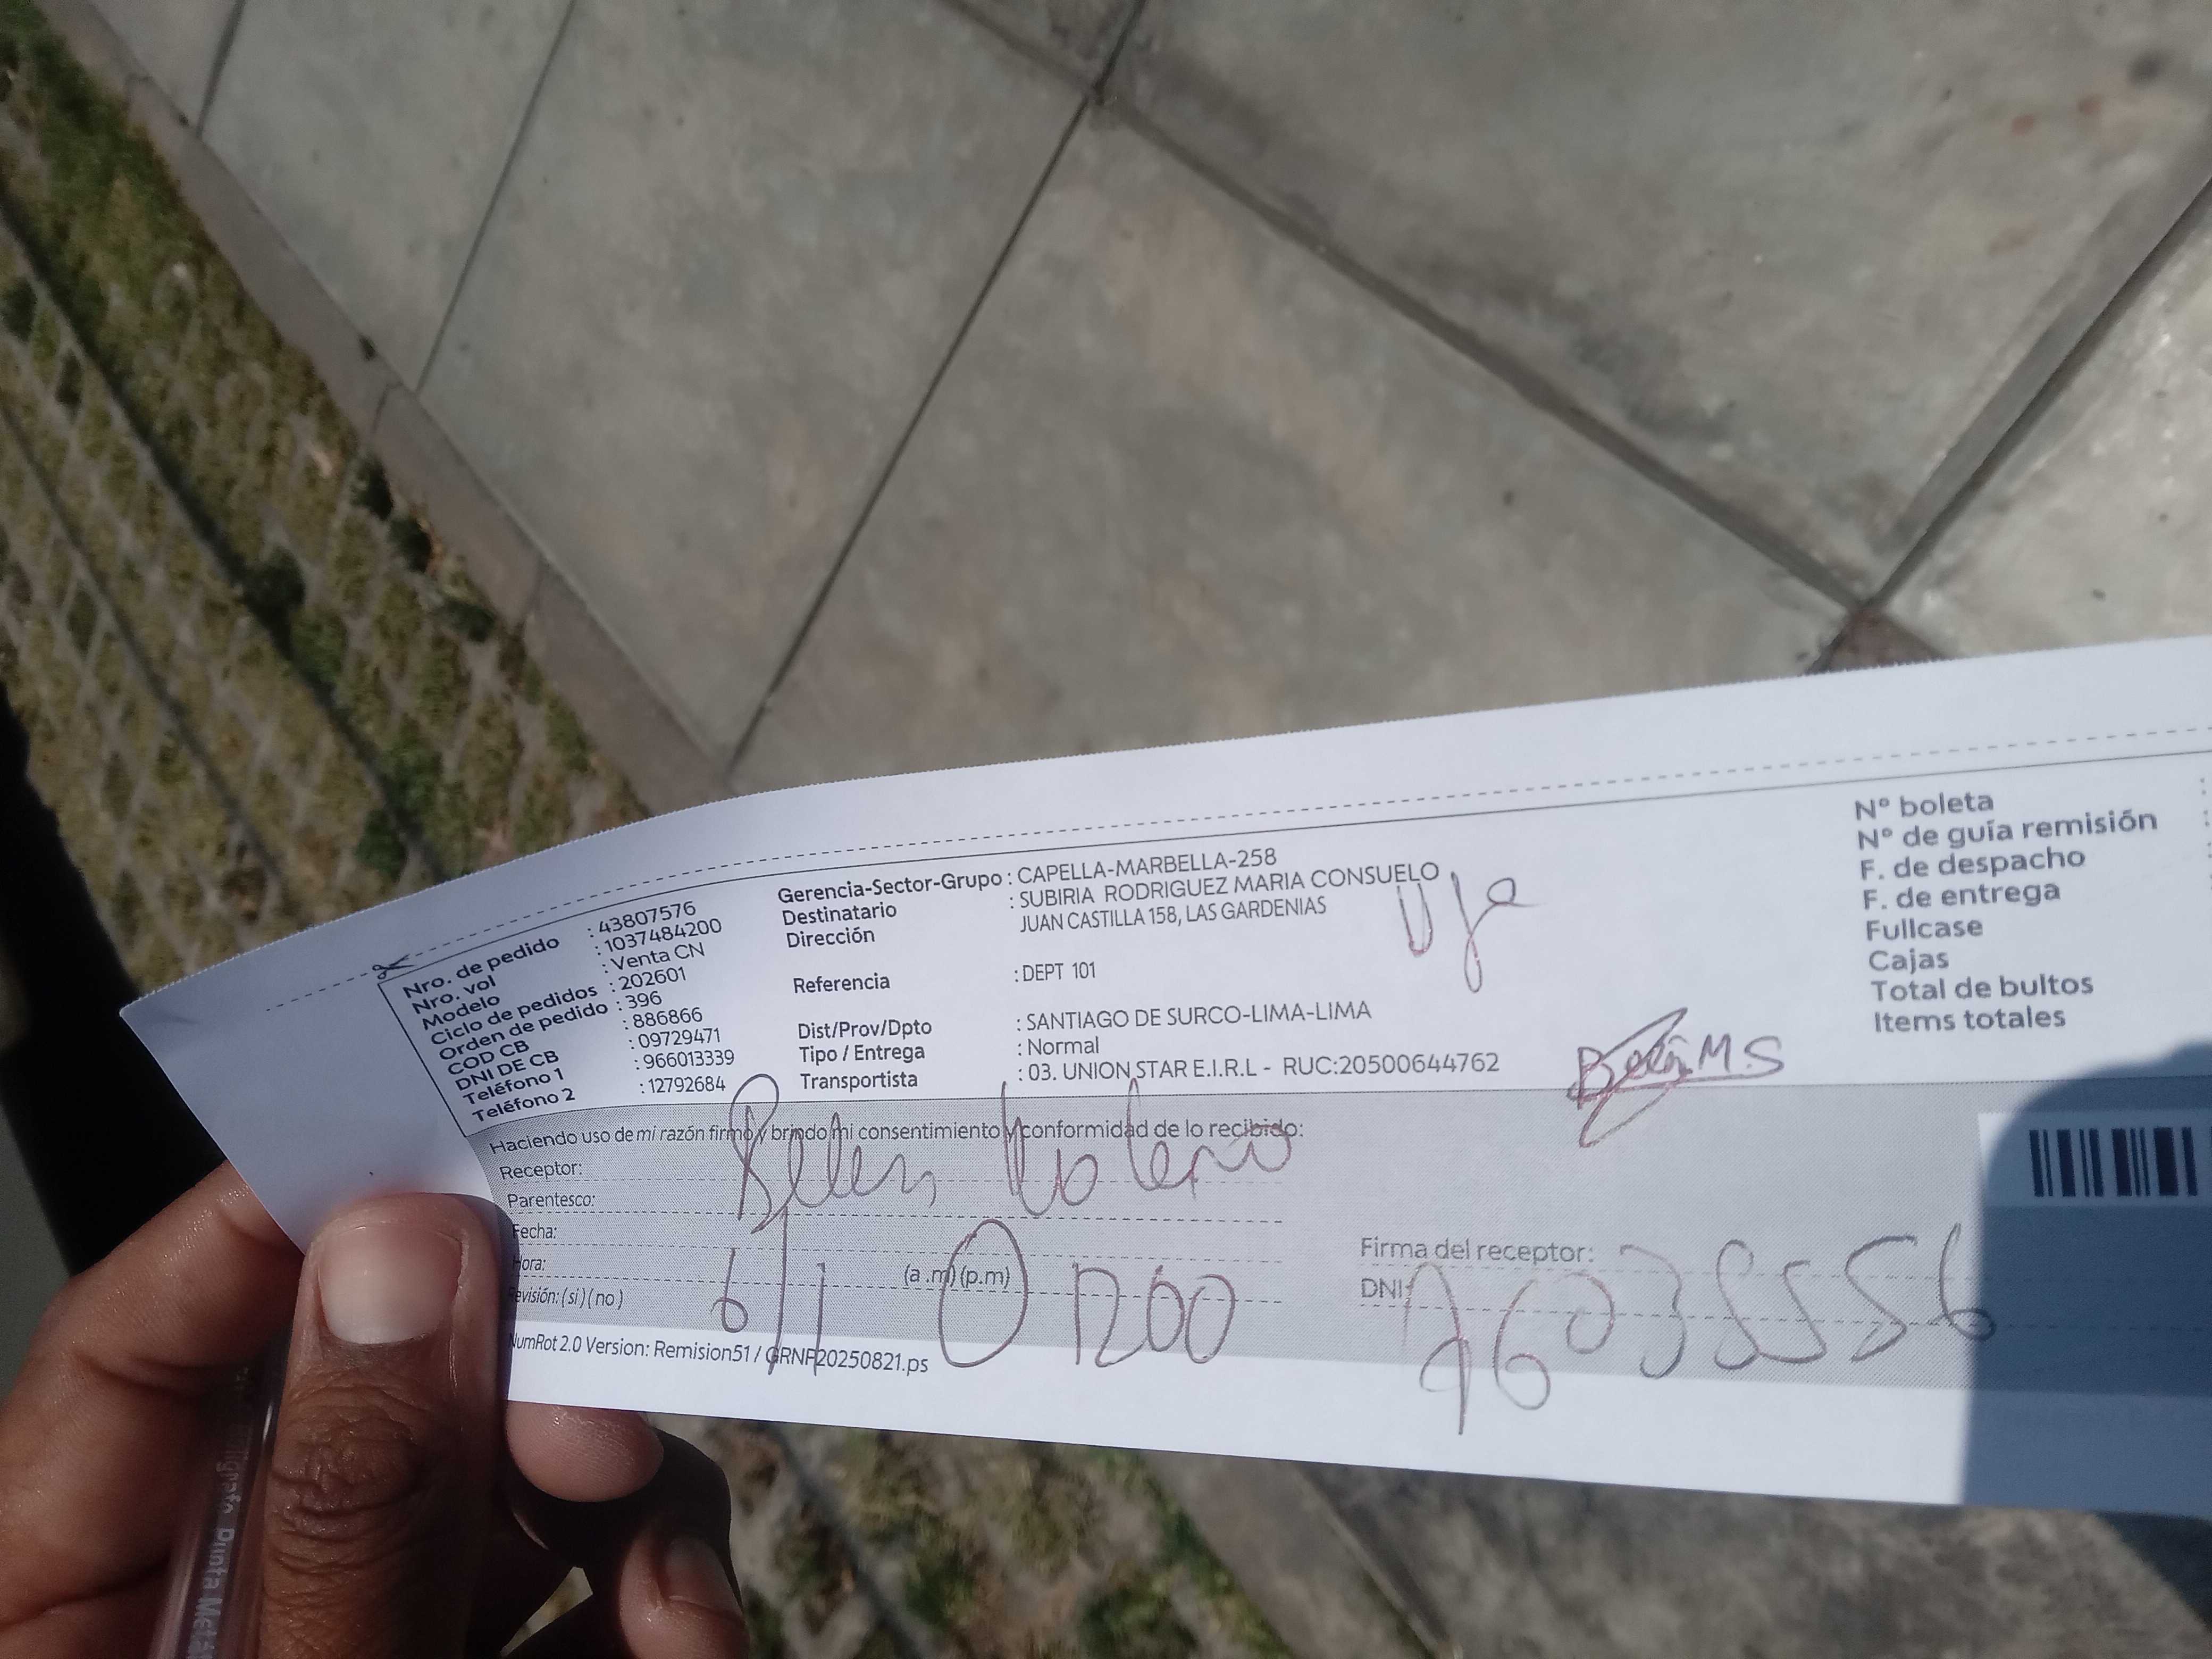 Nro. de pedido : 43807576
Nro. vol : 1037484200
Modelo : Venta CN
Ciclo de pedidos : 202601
Orden de pedido : 396
COD CB : 886866
DNI DE CB : 09729471
Teléfono 1 : 966013339
Teléfono 2 : 12792684
Gerencia-Sector-Grupo : CAPELLA-MARBELLA-258
Destinatario : SUBIRIA RODRIGUEZ MARIA CONSUELO
Dirección JUAN CASTILLA 158, LAS GARDENIAS
Referencia : DEPT 101
Dist/Prov/Dpto : SANTIAGO DE SURCO-LIMA-LIMA
Tipo / Entrega : Normal
Transportista : 03. UNION STAR E.I.R.L - RUC:20500644762
Nº boleta
Nº de guía remisión
F. de despacho
F. de entrega
Fullcase
Cajas
Total de bultos
Items totales
M.S
Haciendo uso de mi razón firmo y brindo mi consentimiento y conformidad de lo recibido:
Receptor: Belen
Parentesco:
Fecha:
Hora: (a.m) (p.m)
Revisión: (si) (no)
Firma del receptor:
DNI:
NumRot 2.0 Version: Remision51 / GRNP20250821.ps
Punta Metál